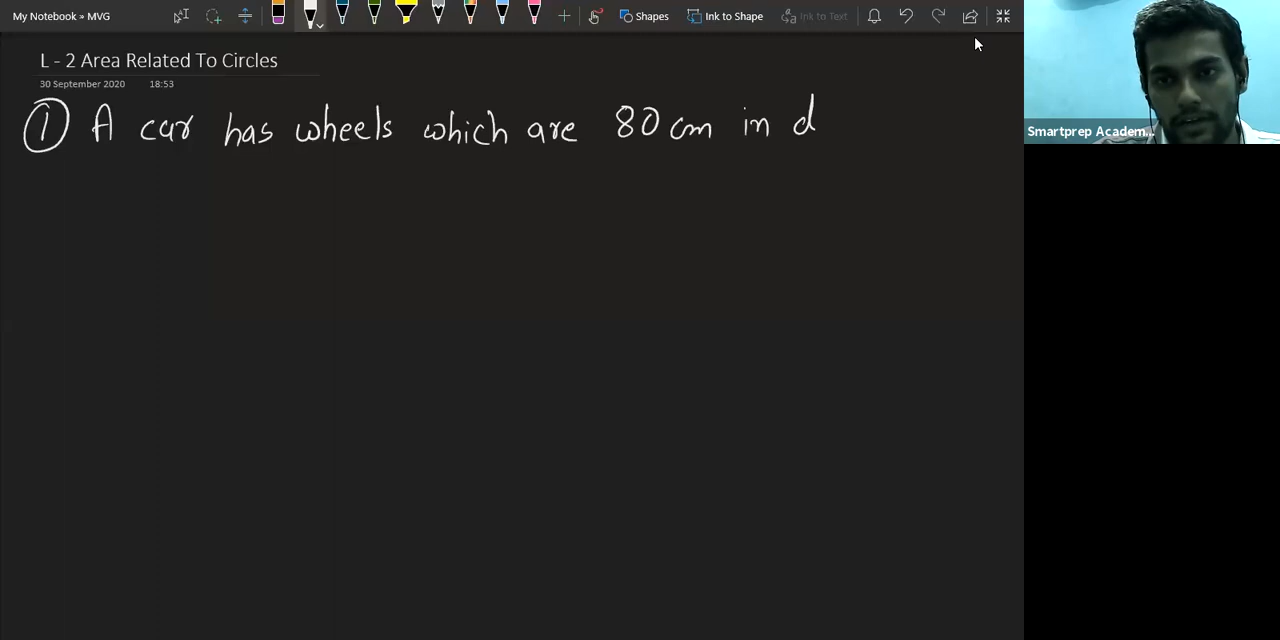 My Notebook » MVG
Shapes
Ink to Shape
Ink to Text
L - 2 Area Related To Circles
30 September 2020 18:53
① A car has wheels which are 80 cm in d
Smartprep Academ...